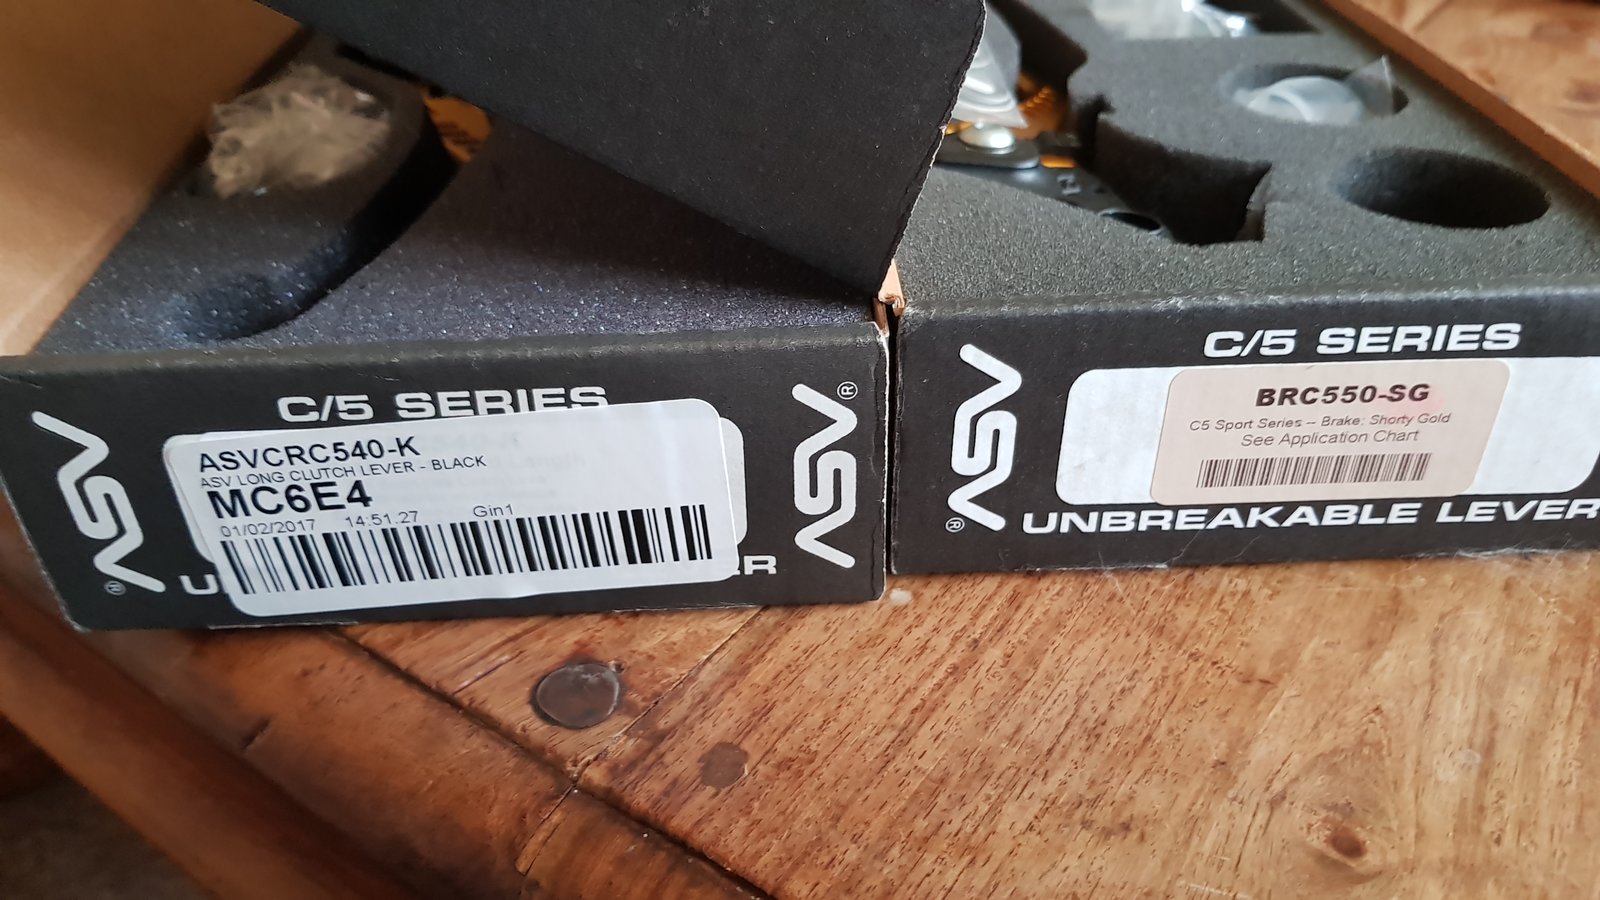 C/5 SERIES
ASV®
ASVCRC540-K
ASV LONG CLUTCH LEVER - BLACK
MC6E4
01/02/2017 14:51.27 Gin1
ASV®
C/5 SERIES
ASV®
BRC550-SG
C5 Sport Series – Brake: Shorty Gold
See Application Chart
UNBREAKABLE LEVER